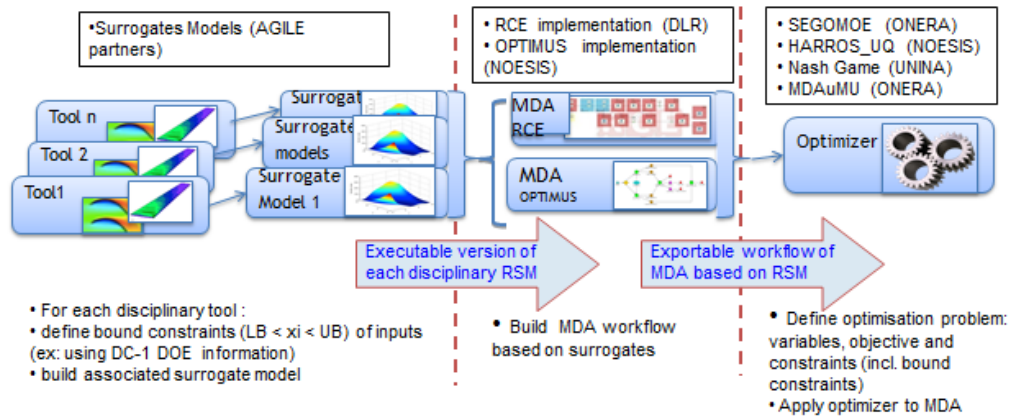 •Surrogates Models (AGILE
partners)
• RCE implementation (DLR)
• OPTIMUS implementation
(NOESIS)
• SEGOMOE (ONERA)
• HARROS_UQ (NOESIS)
• Nash Game (UNINA)
• MDAuMU (ONERA)
Tool n
Tool 2
Tool1
Surrogat
Surrogate
models
Surrogate
Model 1
MDA
RCE
MDA
OPTIMUS
Optimizer
Executable version of
each disciplinary RSM
Exportable workflow of
MDA based on RSM
• For each disciplinary tool :
• define bound constraints (LB < xi < UB) of inputs
(ex: using DC-1 DOE information)
• build associated surrogate model
• Build MDA workflow
based on surrogates
• Define optimisation problem:
variables, objective and
constraints (incl. bound
constraints)
• Apply optimizer to MDA